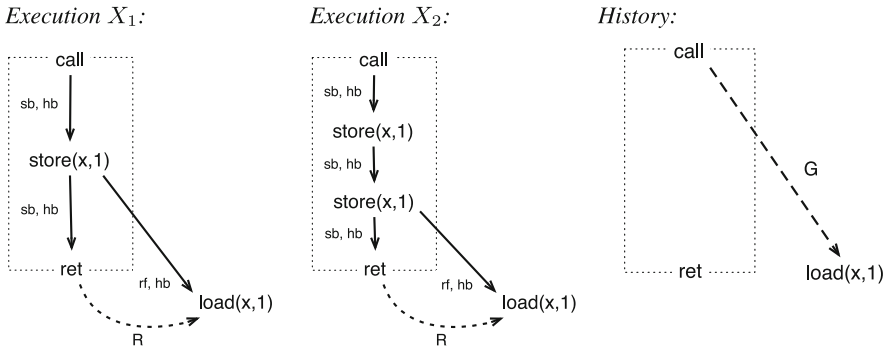 Execution X₁:
call
sb, hb
store(x,1)
sb, hb
ret
rf, hb
load(x,1)
R
Execution X₂:
call
sb, hb
store(x,1)
sb, hb
store(x,1)
sb, hb
ret
rf, hb
load(x,1)
R
History:
call
G
ret
load(x,1)